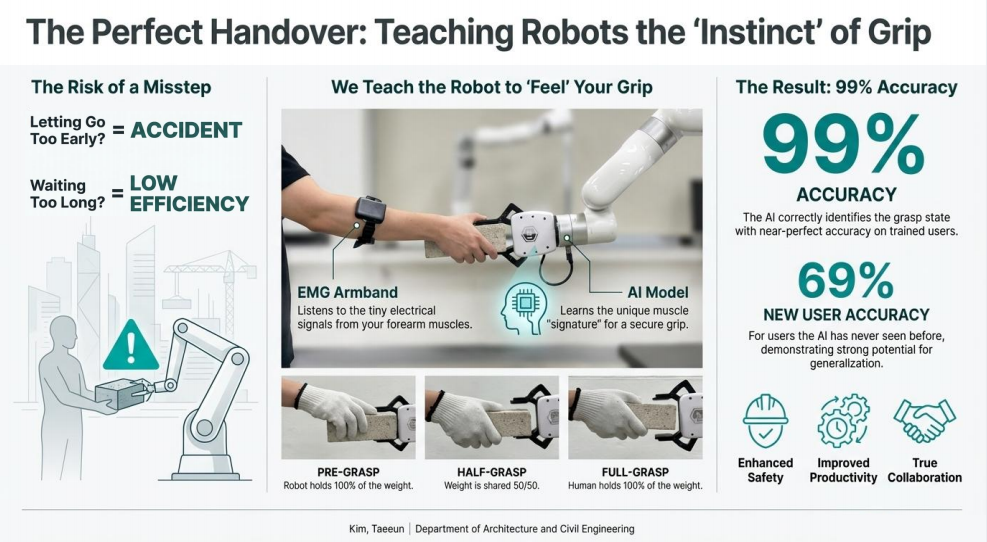 The Perfect Handover: Teaching Robots the ‘Instinct’ of Grip
The Risk of a Misstep
Letting Go
Too Early?
= ACCIDENT
Waiting
Too Long?
= LOW
EFFICIENCY
We Teach the Robot to ‘Feel’ Your Grip
EMG Armband
Listens to the tiny electrical
signals from your forearm muscles.
AI Model
Learns the unique muscle
“signature” for a secure grip.
PRE-GRASP
Robot holds 100% of the weight.
HALF-GRASP
Weight is shared 50/50.
FULL-GRASP
Human holds 100% of the weight.
The Result: 99% Accuracy
99%
ACCURACY
The AI correctly identifies the grasp state
with near-perfect accuracy on trained users.
69%
NEW USER ACCURACY
For users the AI has never seen before,
demonstrating strong potential for
generalization.
Enhanced
Safety
Improved
Productivity
True
Collaboration
Kim, Taeeun | Department of Architecture and Civil Engineering